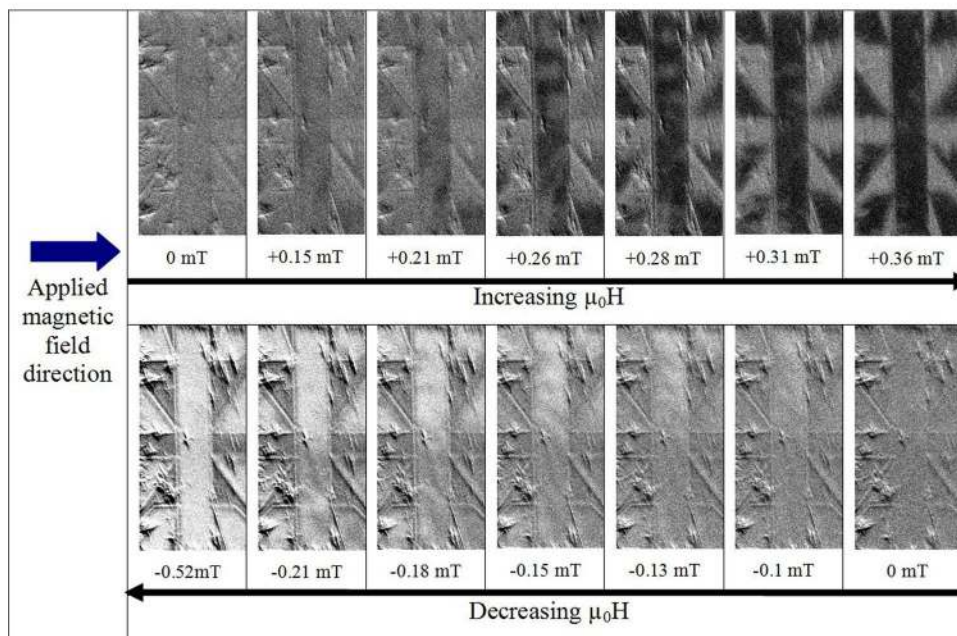 0 mT
+0.15 mT
+0.21 mT
+0.26 mT
+0.28 mT
+0.31 mT
+0.36 mT
Increasing µ₀H
Applied
magnetic
field
direction
-0.52mT
-0.21 mT
-0.18 mT
-0.15 mT
-0.13 mT
-0.1 mT
0 mT
Decreasing µ₀H